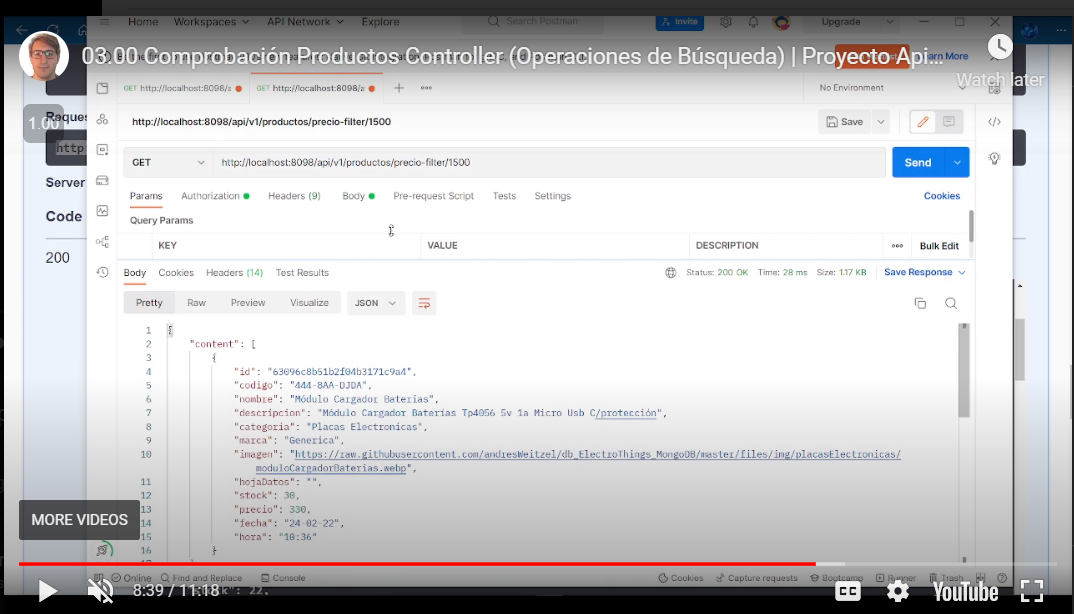 Home Workspaces API Network Explore Search Postman Invite Upgrade
03:00 Comprobación Productos Controller (Operaciones de Búsqueda) | Proyecto Api...
Learn More
Watch later
GET http://localhost:8098/a GET http://localhost:8098/a No Environment
1.00
Reques
http://localhost:8098/api/v1/productos/precio-filter/1500 Save
http
GET http://localhost:8098/api/v1/productos/precio-filter/1500 Send
Server
Params Authorization Headers (9) Body Pre-request Script Tests Settings Cookies
Code
Query Params
KEY VALUE DESCRIPTION Bulk Edit
200
Body Cookies Headers (14) Test Results Status: 200 OK Time: 28 ms Size: 1.17 KB Save Response
Pretty Raw Preview Visualize JSON
1 {
2 "content": [
3 {
4 "id": "63096c8b51b2f04b3171c9a4",
5 "codigo": "444-8AA-DJDA",
6 "nombre": "Módulo Cargador Baterías",
7 "descripcion": "Módulo Cargador Baterías Tp4056 5v 1a Micro Usb C/protección",
8 "categoria": "Placas Electronicas",
9 "marca": "Generica",
10 "imagen": "https://raw.githubusercontent.com/andresWeitzel/db_ElectroThings_MongoDB/master/files/img/placasElectronicas/
moduloCargadorBaterias.webp",
11 "hojaDatos": "",
12 "stock": 30,
13 "precio": 330,
14 "fecha": "24-02-22",
15 "hora": "10:36"
16 }
MORE VIDEOS
Online Find and Replace Console Cookies Capture requests Bootcamp Runner Trash
8:39 / 11:18 CC YouTube